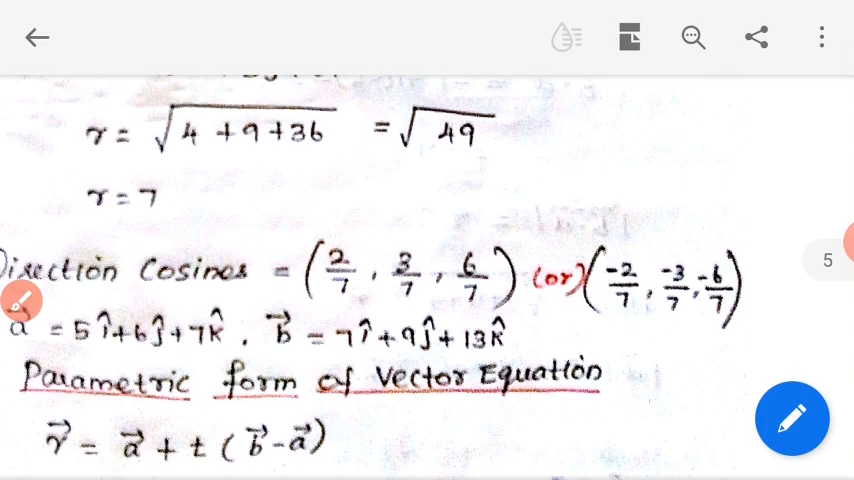 r = √4 + 9 + 36 = √49
r = 7
Direction Cosines = (2/7, 3/7, 6/7) (or) (-2/7, -3/7, -6/7)
a⃗ = 5î + 6ĵ + 7k̂ . b⃗ = 7î + 9ĵ + 13k̂
Parametric form of Vector Equation
r⃗ = a⃗ + t (b⃗ - a⃗)
5